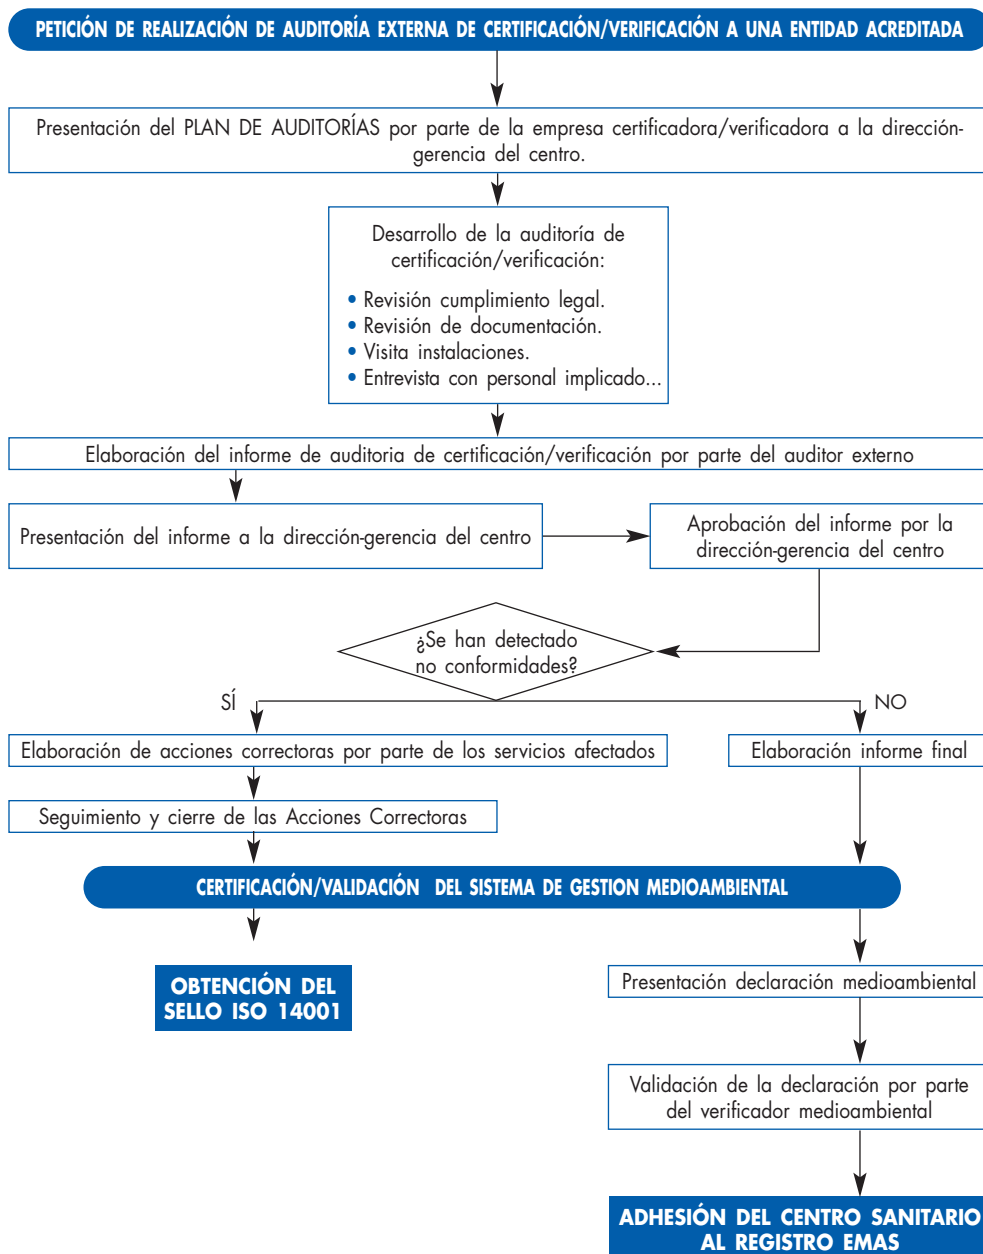 PETICIÓN DE REALIZACIÓN DE AUDITORÍA EXTERNA DE CERTIFICACIÓN/VERIFICACIÓN A UNA ENTIDAD ACREDITADA
Presentación del PLAN DE AUDITORÍAS por parte de la empresa certificadora/verificadora a la dirección-
gerencia del centro.
Desarrollo de la auditoría de
certificación/verificación:
• Revisión cumplimiento legal.
• Revisión de documentación.
• Visita instalaciones.
• Entrevista con personal implicado...
Elaboración del informe de auditoria de certificación/verificación por parte del auditor externo
Presentación del informe a la dirección-gerencia del centro
Aprobación del informe por la
dirección-gerencia del centro
¿Se han detectado
no conformidades?
SÍ
NO
Elaboración de acciones correctoras por parte de los servicios afectados
Elaboración informe final
Seguimiento y cierre de las Acciones Correctoras
CERTIFICACIÓN/VALIDACIÓN DEL SISTEMA DE GESTION MEDIOAMBIENTAL
OBTENCIÓN DEL
SELLO ISO 14001
Presentación declaración medioambiental
Validación de la declaración por parte
del verificador medioambiental
ADHESIÓN DEL CENTRO SANITARIO
AL REGISTRO EMAS